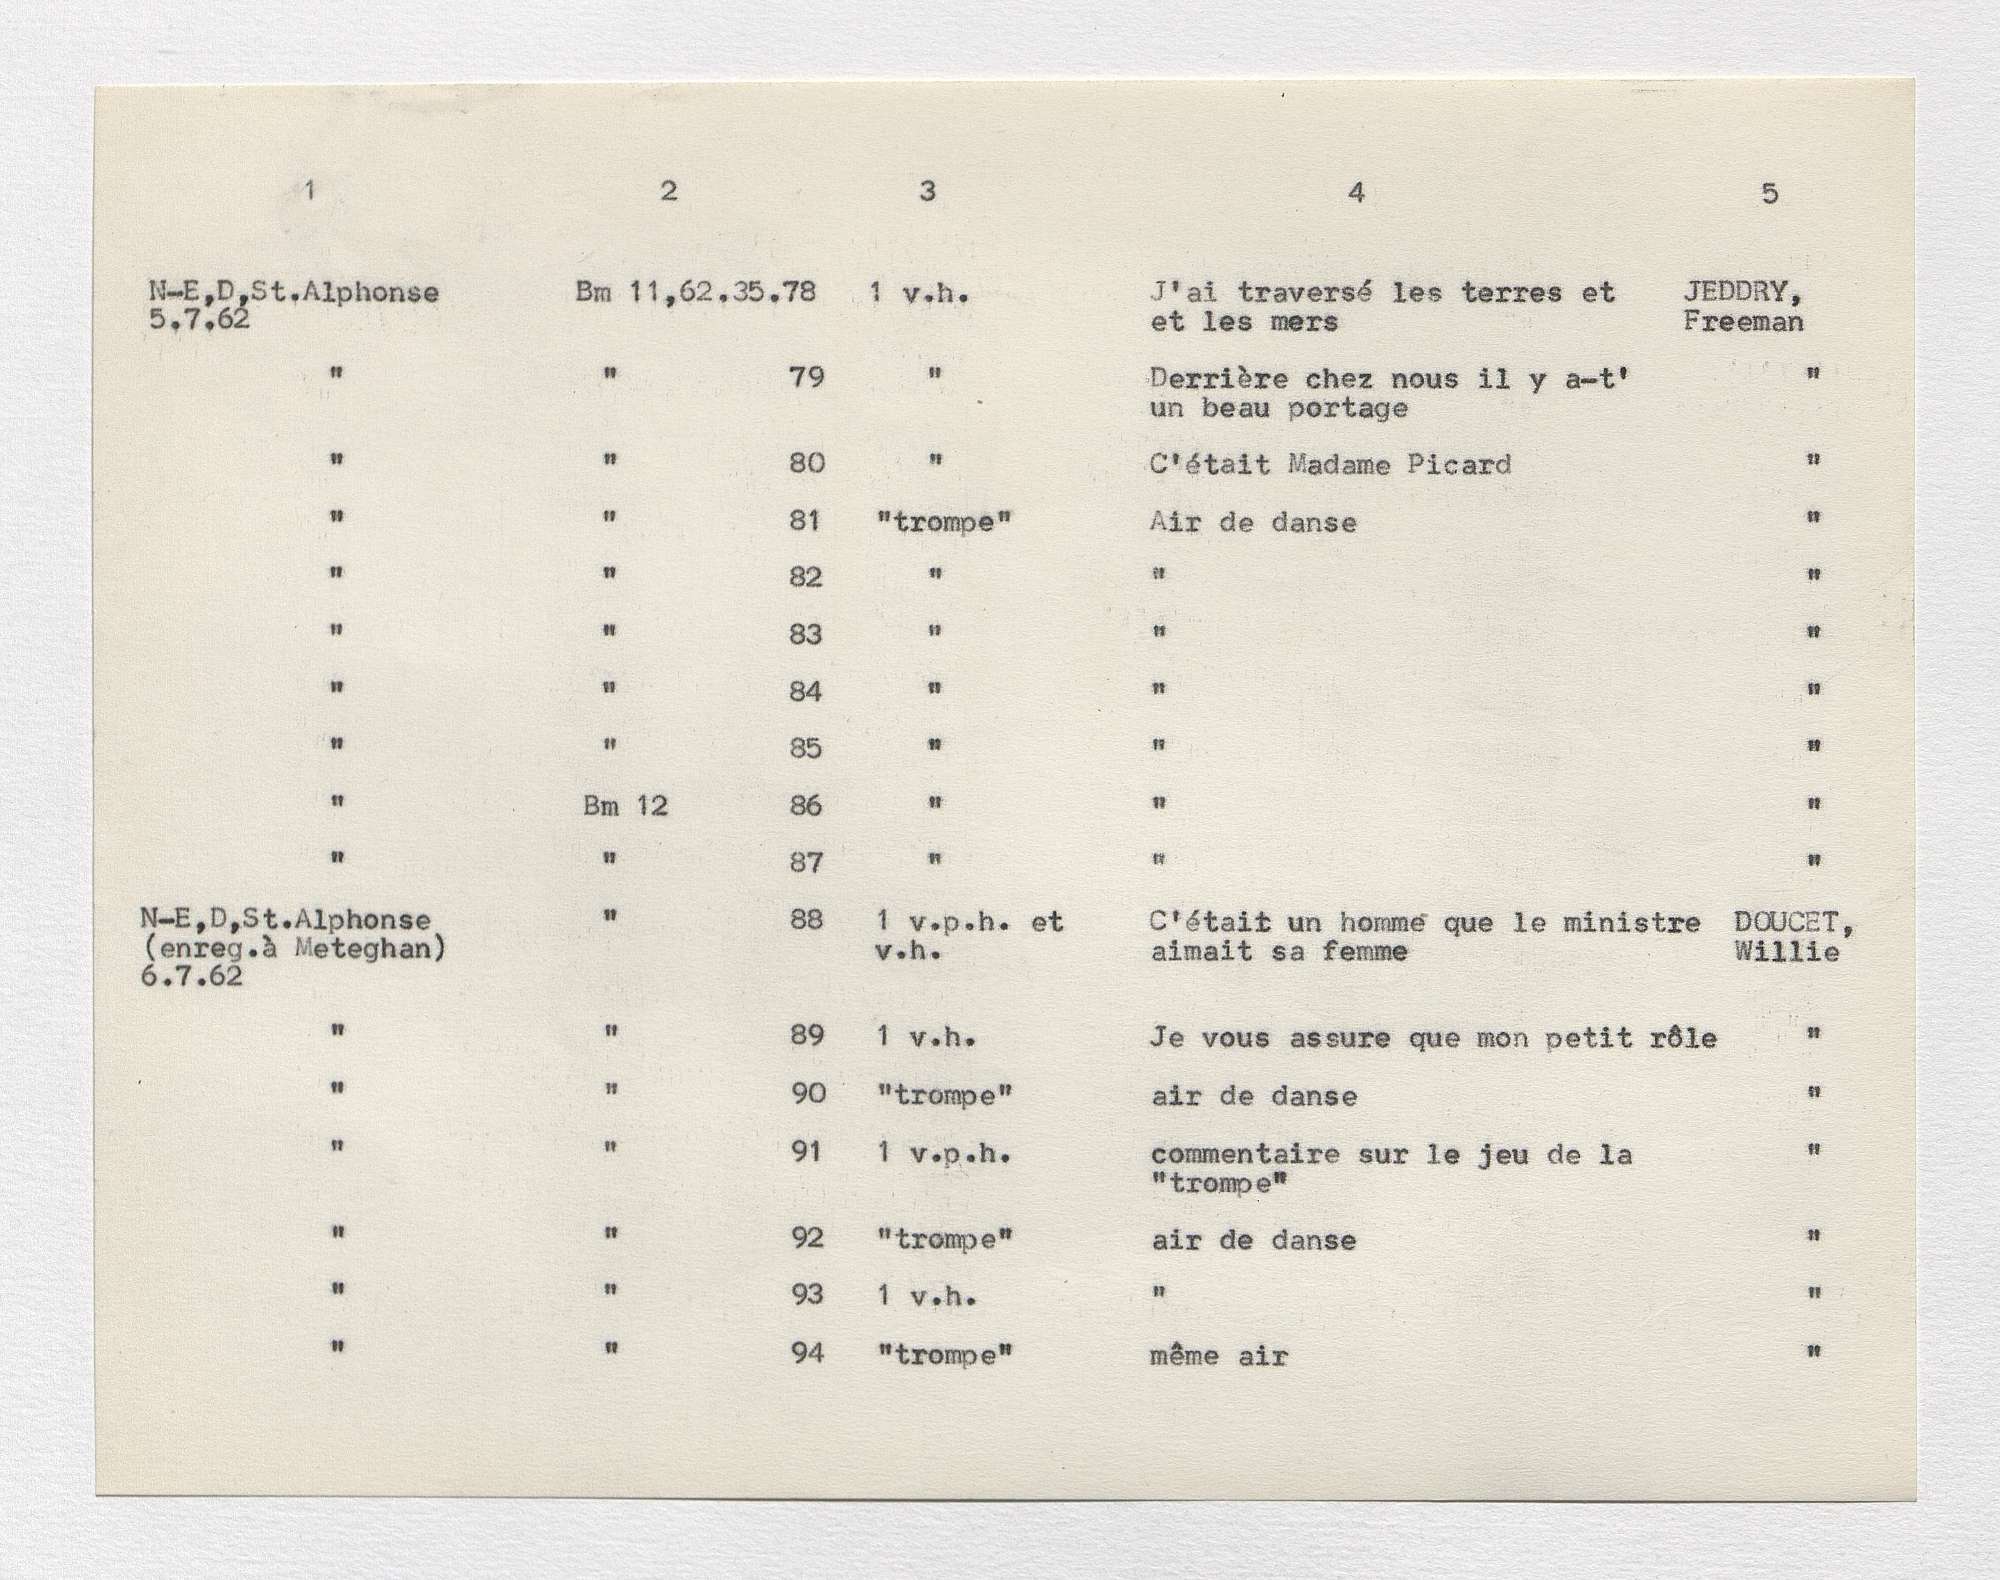 1 2 3 4 5
N-E,D,St.Alphonse Bm 11,62.35.78 1 v.h. J'ai traversé les terres et JEDDRY,
5.7.62 et les mers Freeman
" " 79 " Derrière chez nous il y a-t' "
un beau portage
" " 80 " C'était Madame Picard "
" " 81 "trompe" Air de danse "
" " 82 " " "
" " 83 " " "
" " 84 " " "
" " 85 " " "
" Bm 12 86 " " "
" " 87 " " "
N-E,D,St.Alphonse " 88 1 v.p.h. et C'était un homme que le ministre DOUCET,
(enreg.à Meteghan) v.h. aimait sa femme Willie
6.7.62
" " 89 1 v.h. Je vous assure que mon petit rôle "
" " 90 "trompe" air de danse "
" " 91 1 v.p.h. commentaire sur le jeu de la "
"trompe"
" " 92 "trompe" air de danse "
" " 93 1 v.h. " "
" " 94 "trompe" même air "